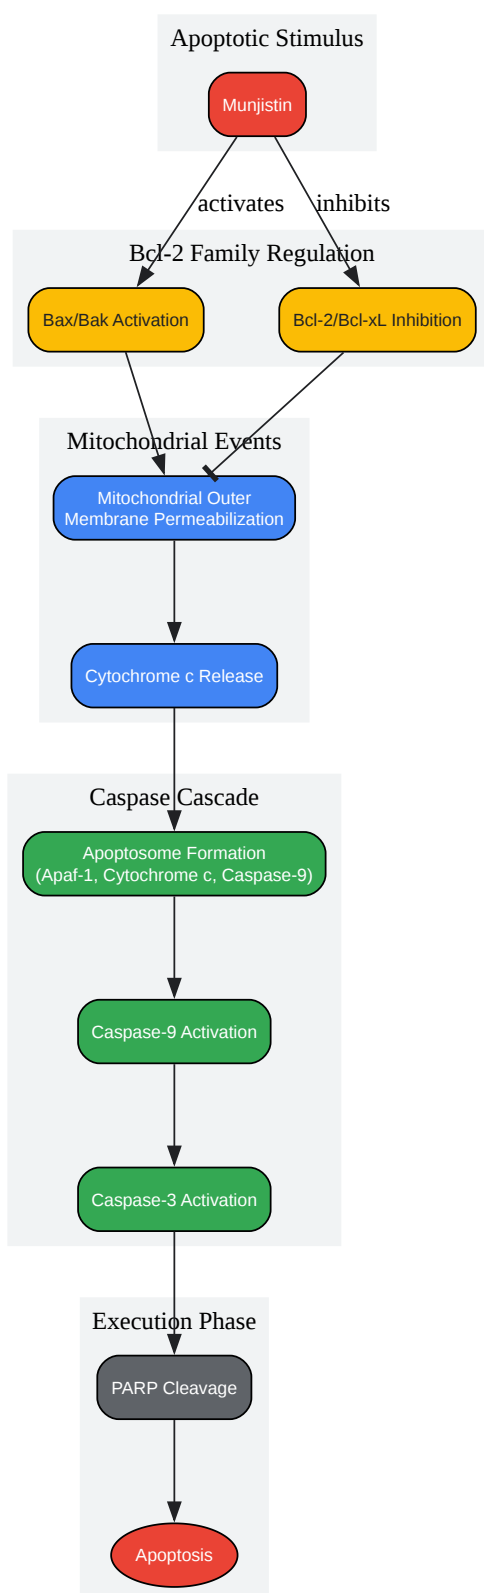 Apoptotic Stimulus
Munjistin
activates
inhibits
Bcl-2 Family Regulation
Bax/Bak Activation
Bcl-2/Bcl-xL Inhibition
Mitochondrial Events
Mitochondrial Outer
Membrane Permeabilization
Cytochrome c Release
Caspase Cascade
Apoptosome Formation
(Apaf-1, Cytochrome c, Caspase-9)
Caspase-9 Activation
Caspase-3 Activation
Execution Phase
PARP Cleavage
Apoptosis